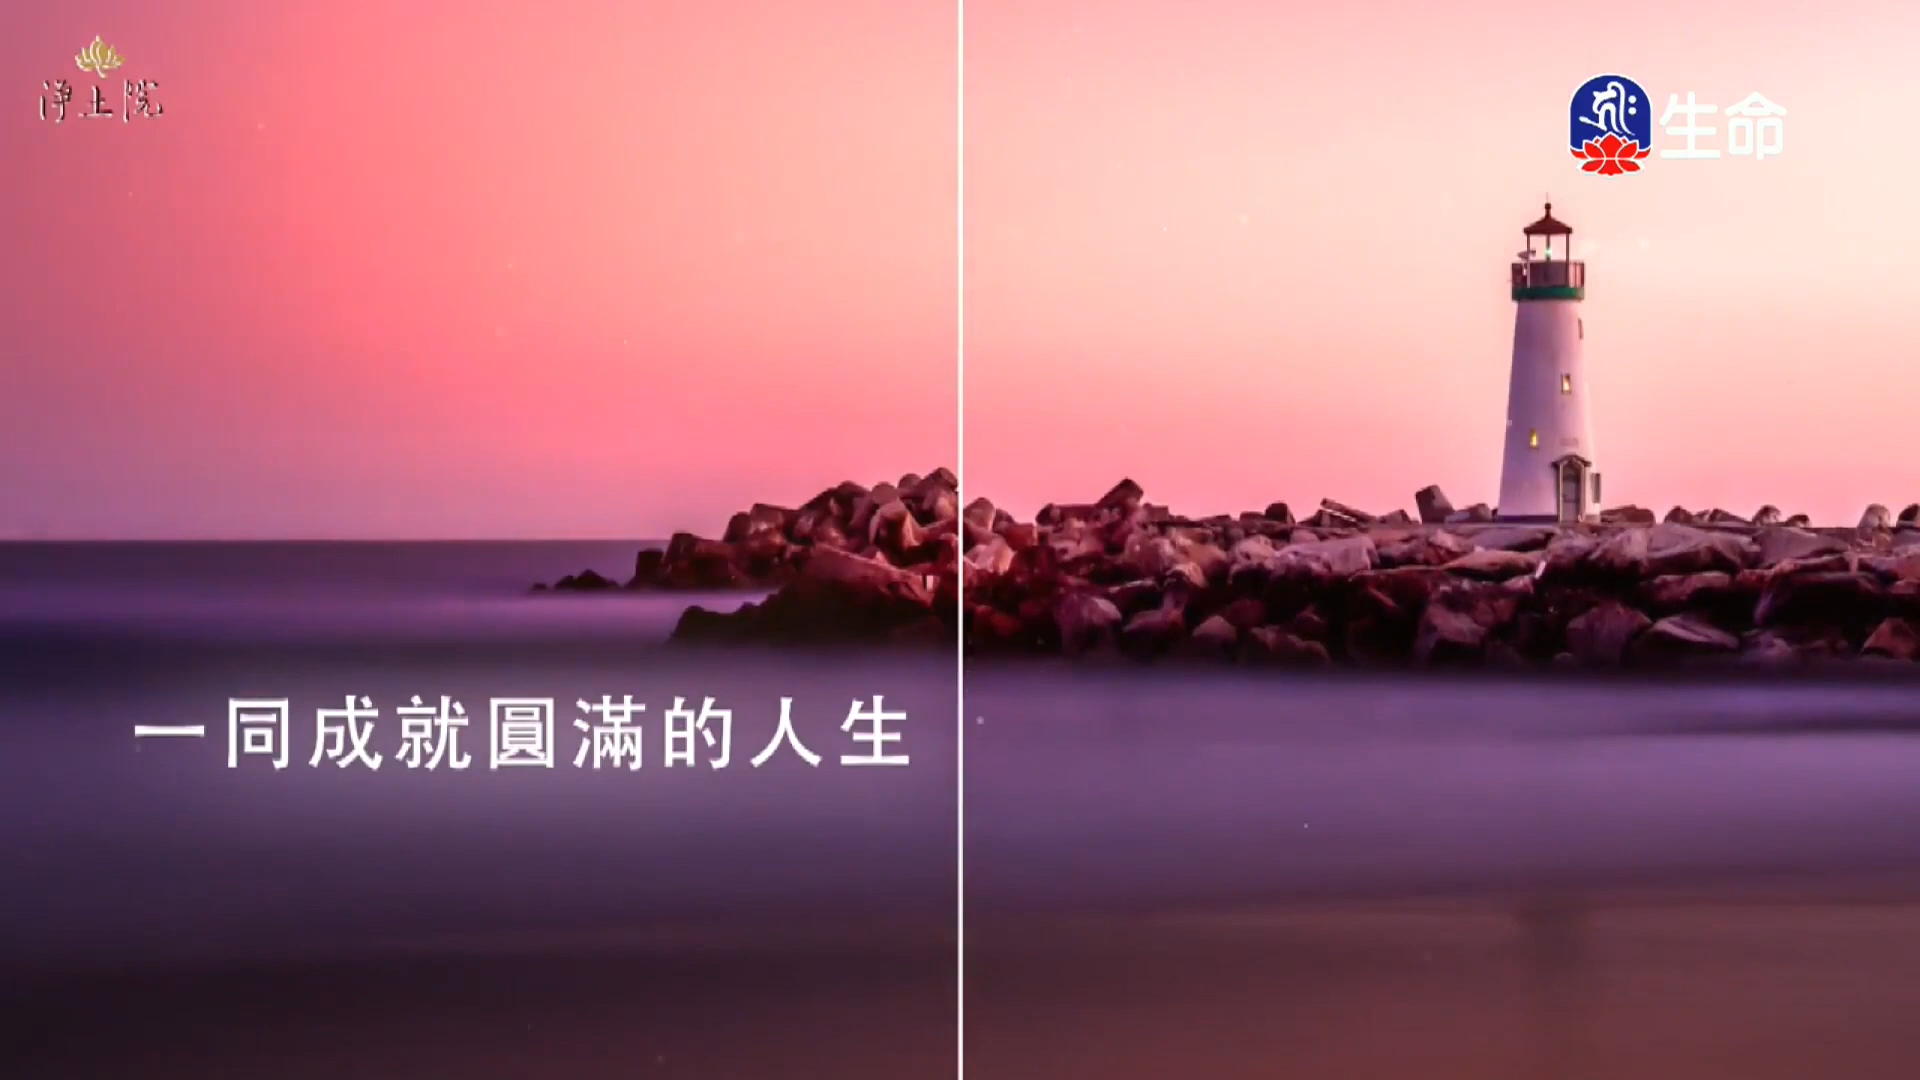 淨土院
生命
一同成就圓滿的人生